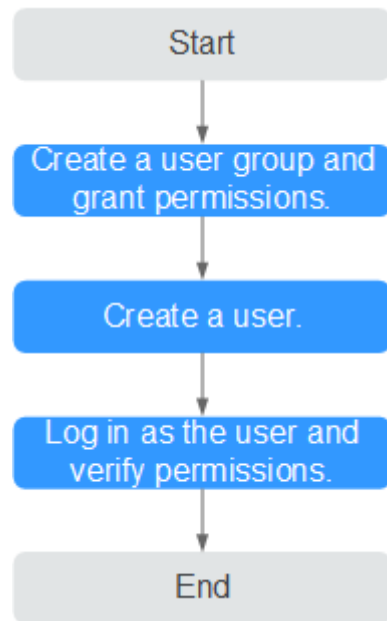 Start
Create a user group and
grant permissions.
Create a user.
Log in as the user and
verify permissions.
End